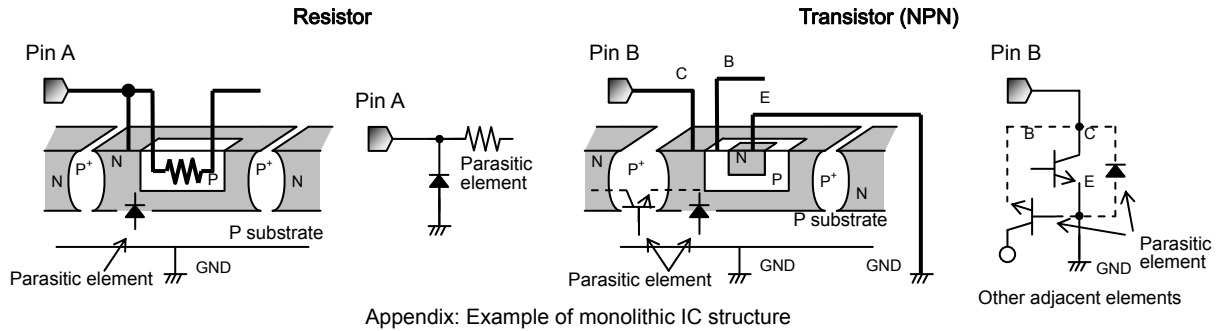 Resistor
Pin A
N
N
P+
P
P+
N
P substrate
Parasitic element
GND
Pin A
Parasitic
element
Transistor (NPN)
Pin B
C
B
E
N
P+
N
P
P+
N
P substrate
Parasitic element
GND
GND
Pin B
B
C
E
GND
Parasitic
element
Other adjacent elements
Appendix: Example of monolithic IC structure